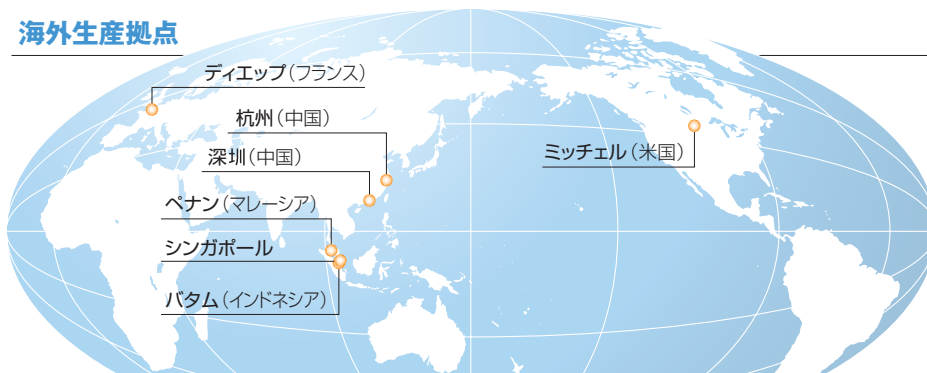 海外生産拠点
ディエップ（フランス）
杭州（中国）
深圳（中国）
ミッチェル（米国）
ペナン（マレーシア）
シンガポール
バタム（インドネシア）